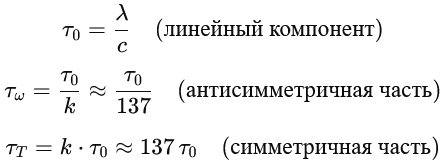 τ₀ = λ/c (линейный компонент)
τ_ω = τ₀/k ≈ τ₀/137 (антисимметричная часть)
τ_T = k · τ₀ ≈ 137 τ₀ (симметричная часть)